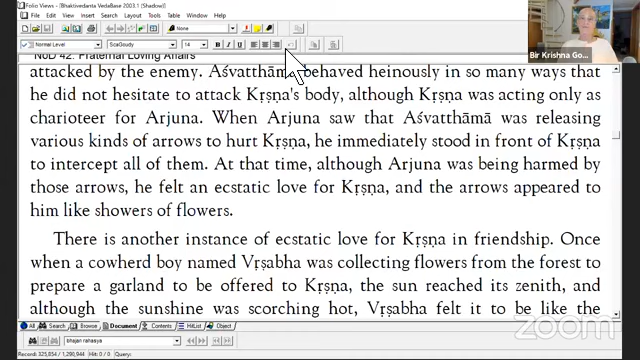 Folio Views - [Bhaktivedanta VedaBase 2003.1 (Shadow)]
File Edit View Search Layout Insert Tools Window Help
None
Normal Level ScaGoudy 14 B I U
NoD 42: Fraternal Loving Affairs
Bir Krishna Go...
attacked by the enemy. Aśvatthāmā behaved heinously in so many ways that
he did not hesitate to attack Kṛṣṇa's body, although Kṛṣṇa was acting only as
charioteer for Arjuna. When Arjuna saw that Aśvatthāmā was releasing
various kinds of arrows to hurt Kṛṣṇa, he immediately stood in front of Kṛṣṇa
to intercept all of them. At that time, although Arjuna was being harmed by
those arrows, he felt an ecstatic love for Kṛṣṇa, and the arrows appeared to
him like showers of flowers.
There is another instance of ecstatic love for Kṛṣṇa in friendship. Once
when a cowherd boy named Vṛṣabha was collecting flowers from the forest to
prepare a garland to be offered to Kṛṣṇa, the sun reached its zenith, and
although the sunshine was scorching hot, Vṛṣabha felt it to be like the
All Search Browse Document Contents HitList Object
bhajan rahasya
Record: 325,854 / 1,298,944 Hit: 0 / 0 Query:
zoom